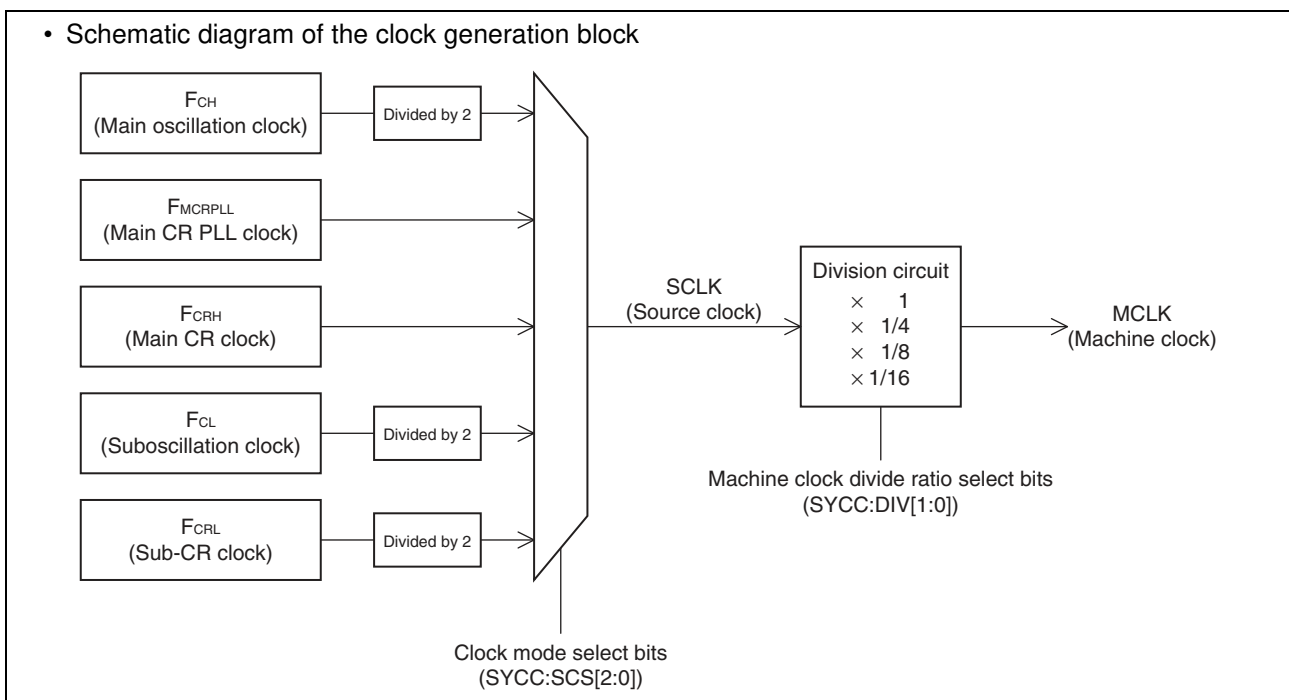 • Schematic diagram of the clock generation block
FCH
(Main oscillation clock)
Divided by 2
FMCRPLL
(Main CR PLL clock)
FCRH
(Main CR clock)
FCL
(Suboscillation clock)
Divided by 2
FCRL
(Sub-CR clock)
Divided by 2
Clock mode select bits
(SYCC:SCS[2:0])
SCLK
(Source clock)
Division circuit
× 1
× 1/4
× 1/8
× 1/16
Machine clock divide ratio select bits
(SYCC:DIV[1:0])
MCLK
(Machine clock)